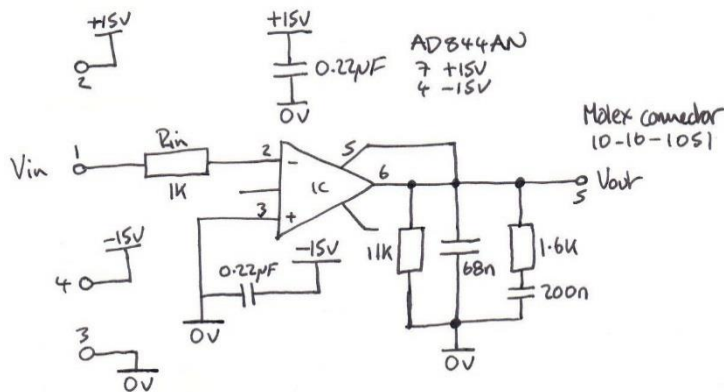 +15V
2
+15V
0.22µF
0V
AD844AN
7 +15V
4 -15V
Molex connector
10-16-1051
Vin
1
Rin
1K
2
-
5
IC
6
3
+
Vout
5
-15V
4
0.22µF
-15V
11K
68n
1.6K
200n
3
0V
0V
0V